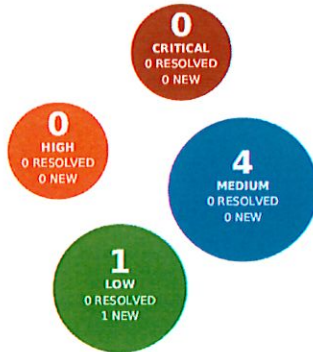 0
CRITICAL
0 RESOLVED
0 NEW
0
HIGH
0 RESOLVED
0 NEW
4
MEDIUM
0 RESOLVED
0 NEW
1
LOW
0 RESOLVED
1 NEW